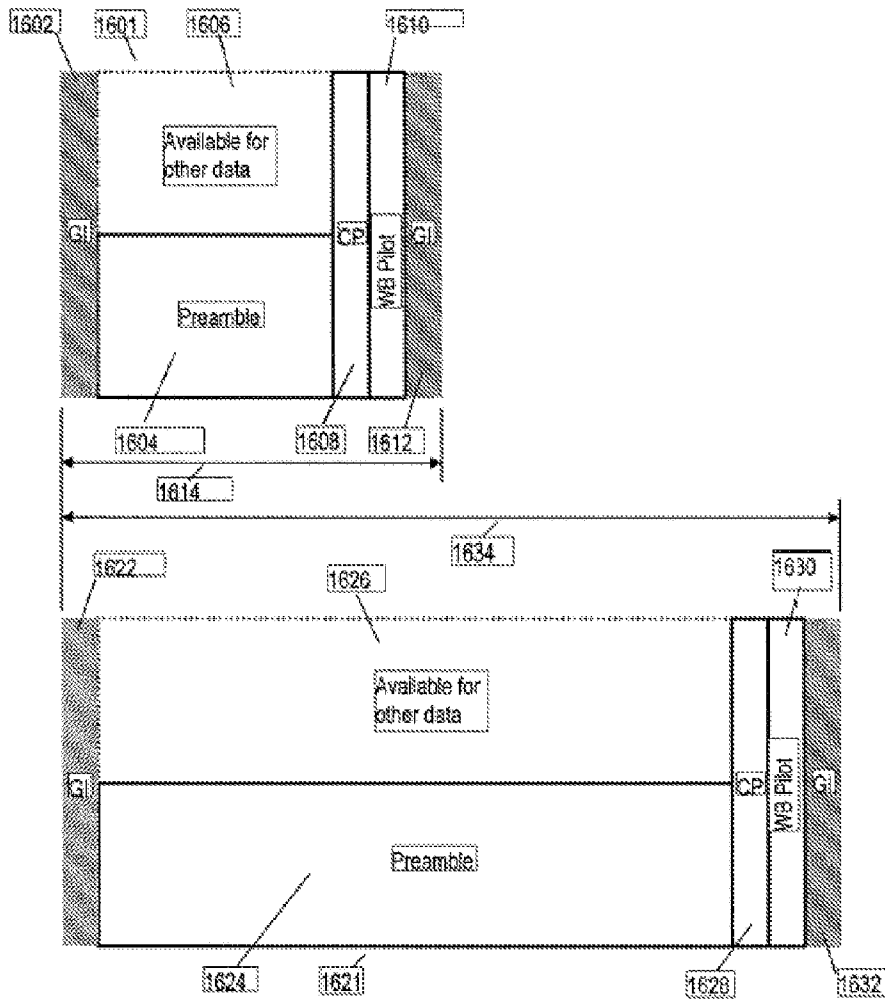 1602
1601
1606
1610
Available for
other data
GI
CP
WB Pilot
GI
Preamble
1604
1608
1612
1614
1634
1622
1626
1630
Available for
other data
GI
CP
WB Pilot
GI
Preamble
1624
1621
1628
1632